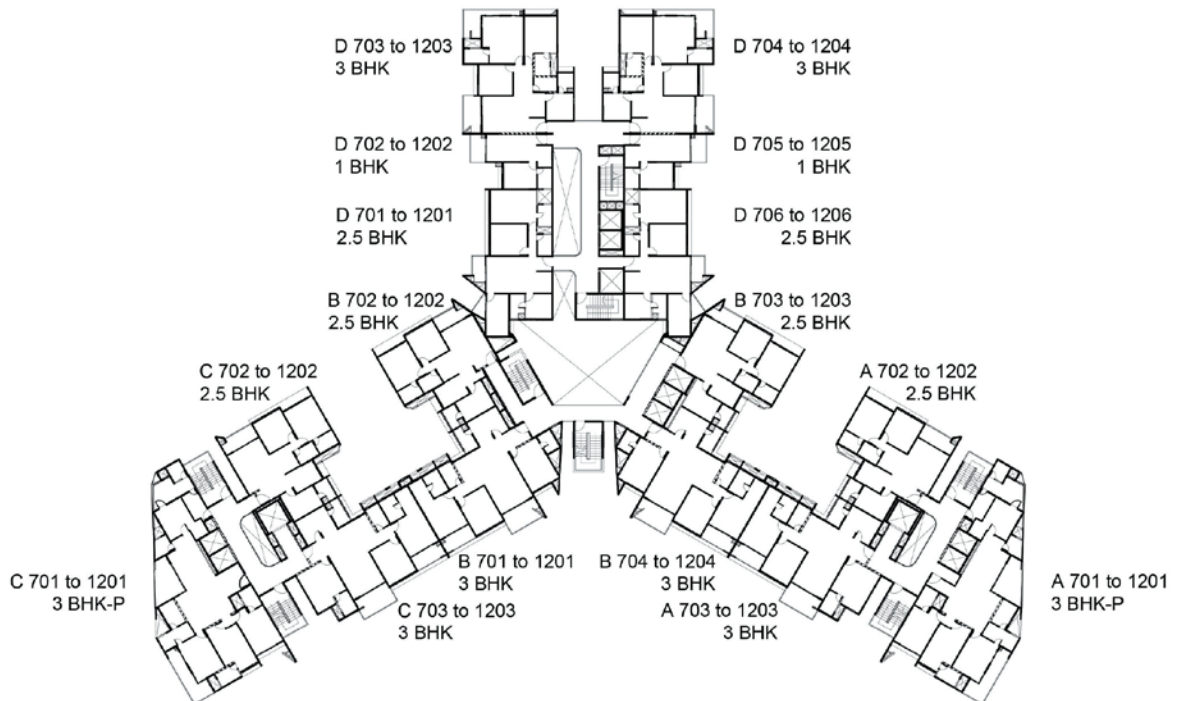 D 703 to 1203
3 BHK
D 704 to 1204
3 BHK
D 702 to 1202
1 BHK
D 705 to 1205
1 BHK
D 701 to 1201
2.5 BHK
D 706 to 1206
2.5 BHK
B 702 to 1202
2.5 BHK
B 703 to 1203
2.5 BHK
C 702 to 1202
2.5 BHK
A 702 to 1202
2.5 BHK
C 701 to 1201
3 BHK-P
B 701 to 1201
3 BHK
C 703 to 1203
3 BHK
B 704 to 1204
3 BHK
A 703 to 1203
3 BHK
A 701 to 1201
3 BHK-P